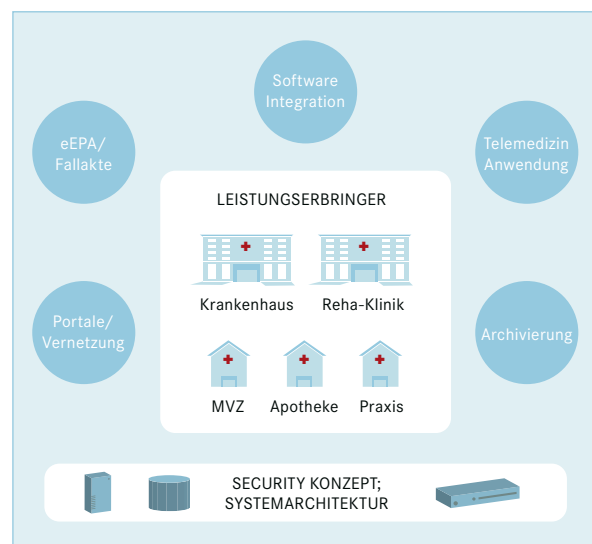 Software
Integration
eEPA/
Fallakte
Telemedizin
Anwendung
LEISTUNGSERBRINGER
Krankenhaus
Reha-Klinik
Portale/
Vernetzung
Archivierung
MVZ
Apotheke
Praxis
SECURITY KONZEPT;
SYSTEMARCHITEKTUR